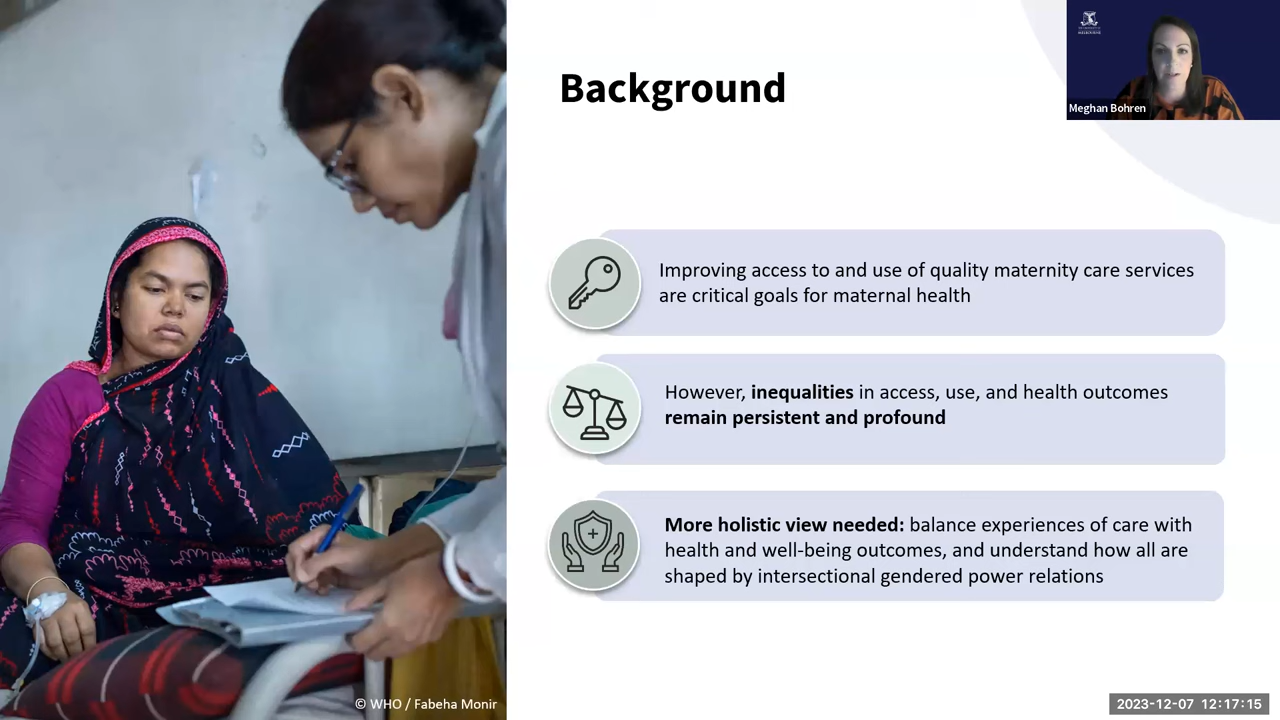 Background
Meghan Bohren
Improving access to and use of quality maternity care services
are critical goals for maternal health
However, inequalities in access, use, and health outcomes
remain persistent and profound
More holistic view needed: balance experiences of care with
health and well-being outcomes, and understand how all are
shaped by intersectional gendered power relations
© WHO / Fabeha Monir
2023-12-07 12:17:15